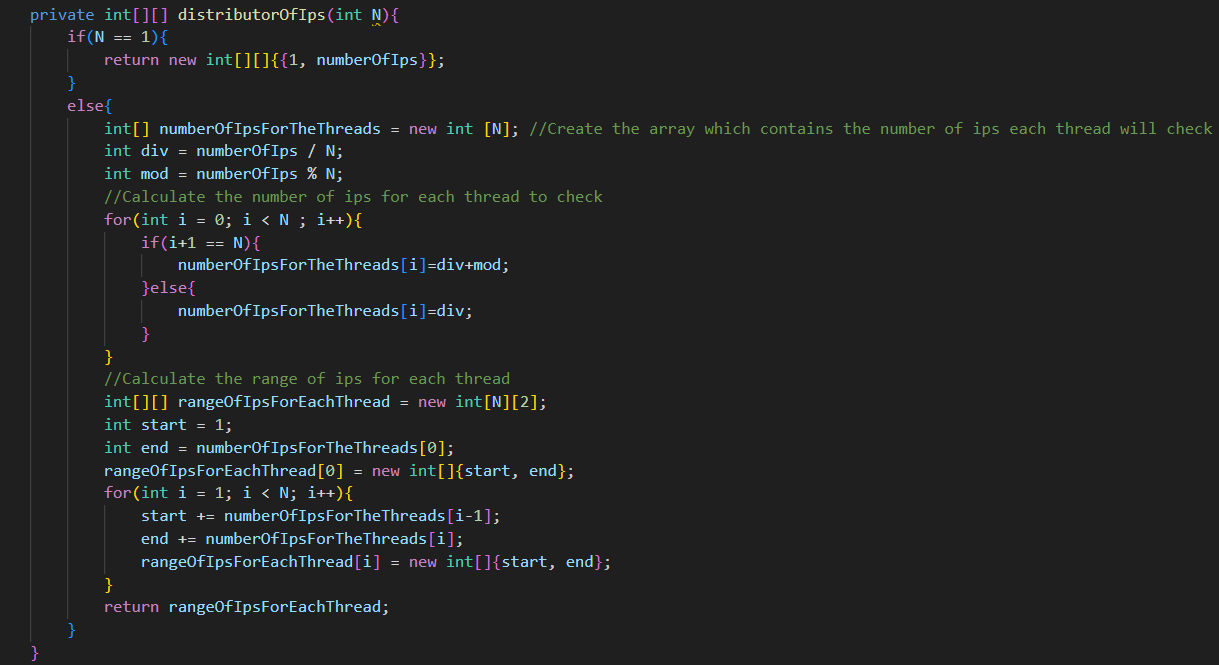 private int[][] distributorOfIps(int N){
    if(N == 1){
        return new int[][]{{1, numberOfIps}};
    }
    else{
        int[] numberOfIpsForTheThreads = new int [N]; //Create the array which contains the number of ips each thread will check
        int div = numberOfIps / N;
        int mod = numberOfIps % N;
        //Calculate the number of ips for each thread to check
        for(int i = 0; i < N ; i++){
            if(i+1 == N){
                numberOfIpsForTheThreads[i]=div+mod;
            }else{
                numberOfIpsForTheThreads[i]=div;
            }
        }
        //Calculate the range of ips for each thread
        int[][] rangeOfIpsForEachThread = new int[N][2];
        int start = 1;
        int end = numberOfIpsForTheThreads[0];
        rangeOfIpsForEachThread[0] = new int[]{start, end};
        for(int i = 1; i < N; i++){
            start += numberOfIpsForTheThreads[i-1];
            end += numberOfIpsForTheThreads[i];
            rangeOfIpsForEachThread[i] = new int[]{start, end};
        }
        return rangeOfIpsForEachThread;
    }
}